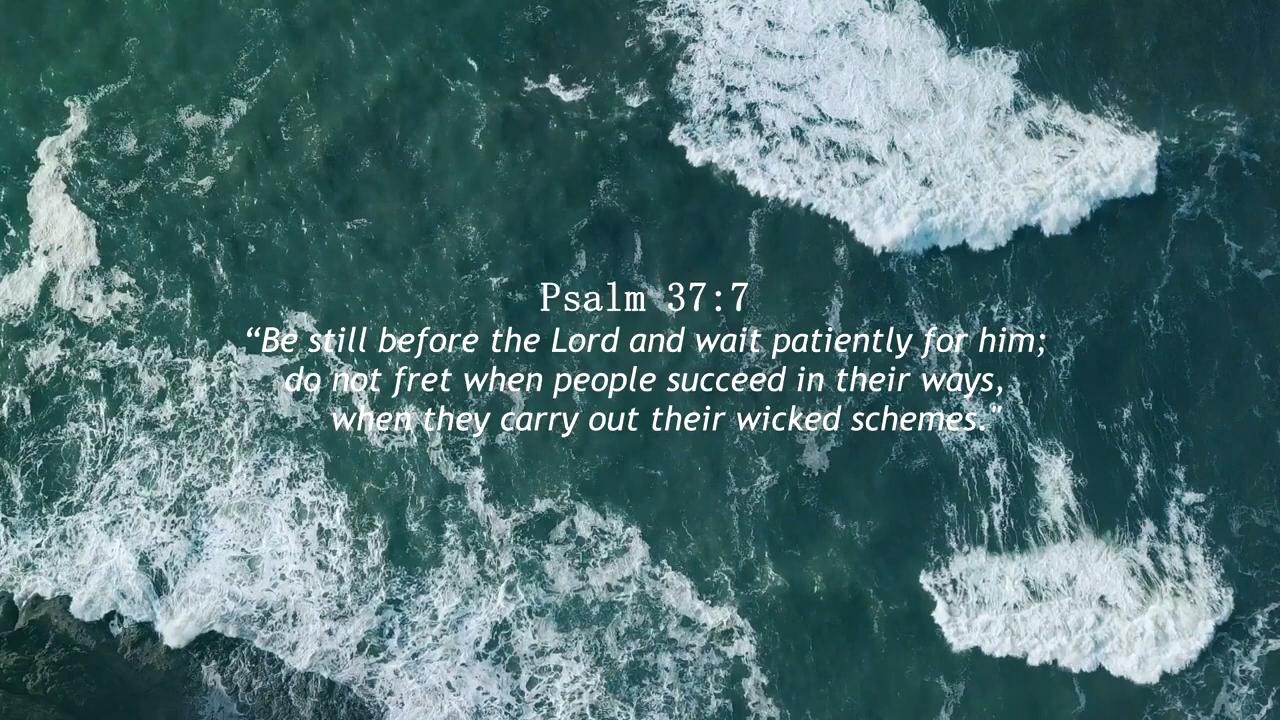 Psalm 37:7
“Be still before the Lord and wait patiently for him;
do not fret when people succeed in their ways,
when they carry out their wicked schemes."